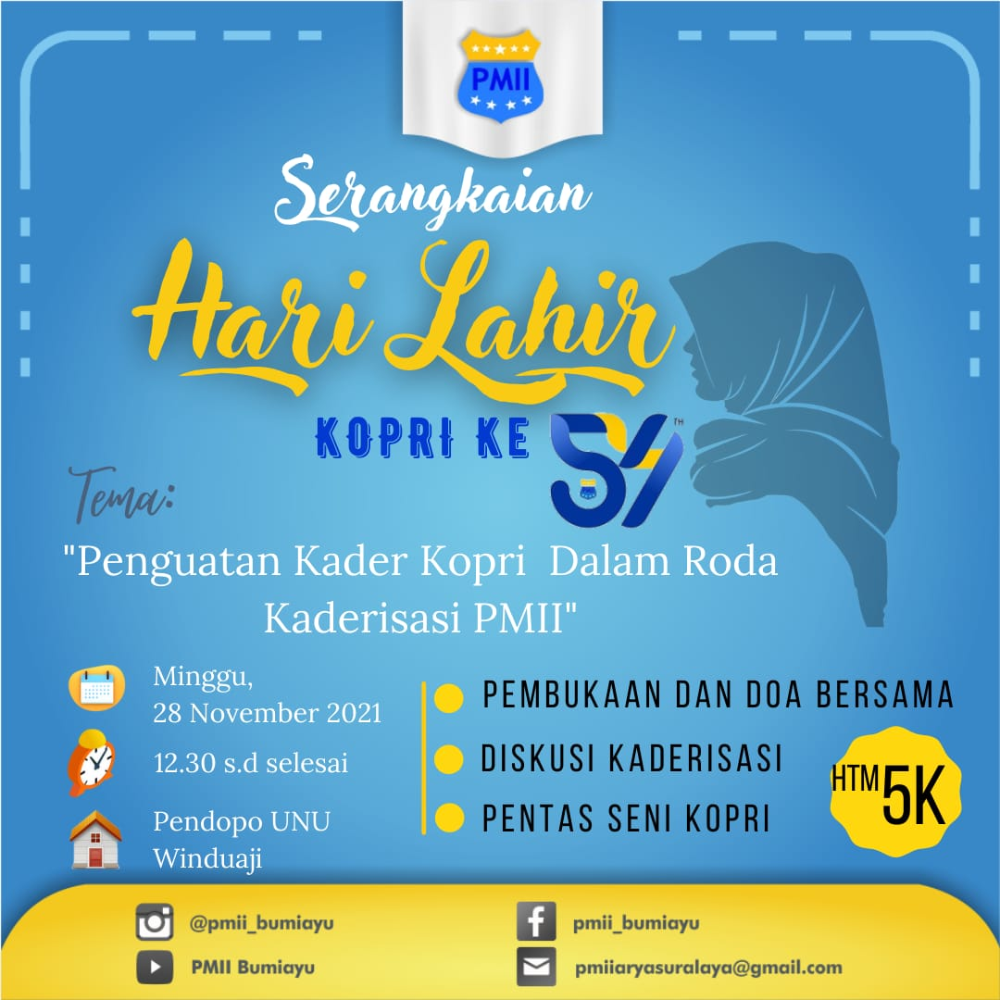 PMII
Serangkaian
Hari Lahir
KOPRI KE 54 TH
Tema:
"Penguatan Kader Kopri Dalam Roda
Kaderisasi PMII"
Minggu,
28 November 2021
12.30 s.d selesai
Pendopo UNU
Winduaji
PEMBUKAAN DAN DOA BERSAMA
DISKUSI KADERISASI
PENTAS SENI KOPRI
HTM 5K
@pmii_bumiayu
PMII Bumiayu
pmii_bumiayu
pmiiaryasuralaya@gmail.com